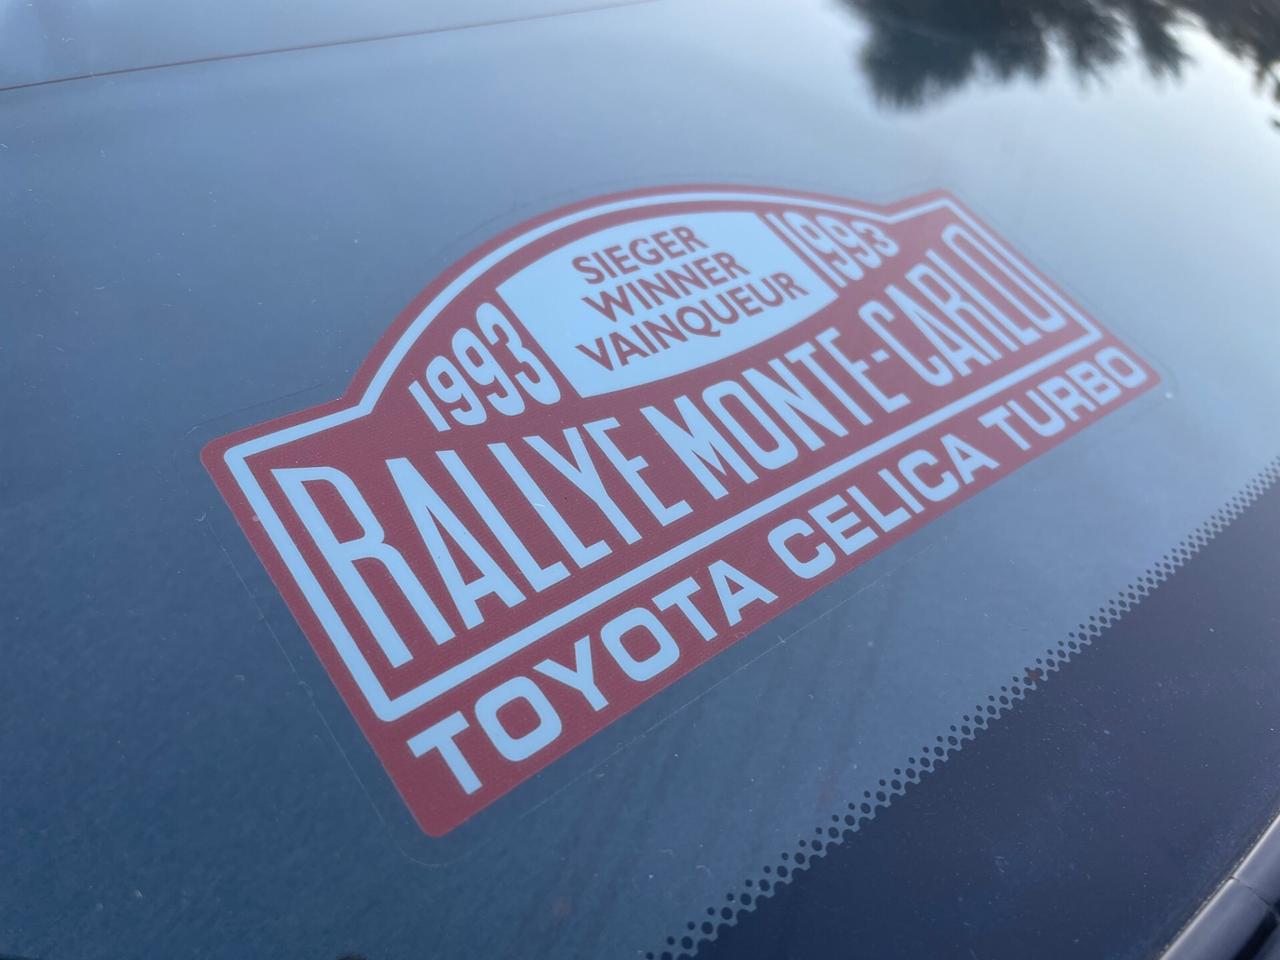 SIEGER
WINNER
VAINQUEUR
1993
1993
RALLYE MONTE-CARLO
TOYOTA CELICA TURBO